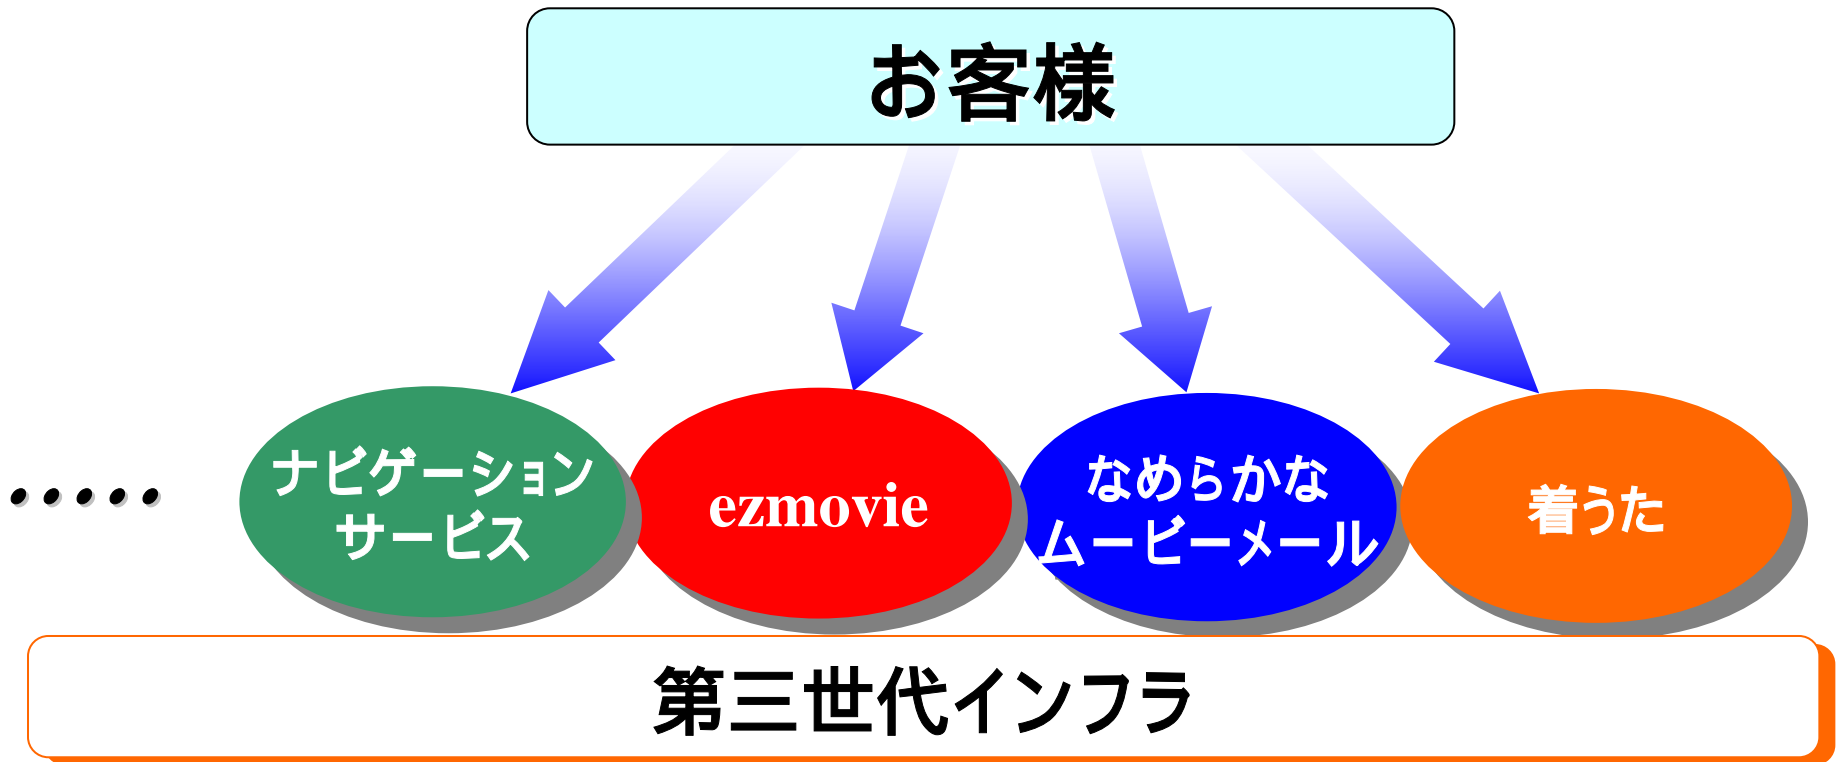 お客様
ナビゲーション
サービス
ezmovie
なめらかな
ムービーメール
着うた
・・・・・
第三世代インフラ